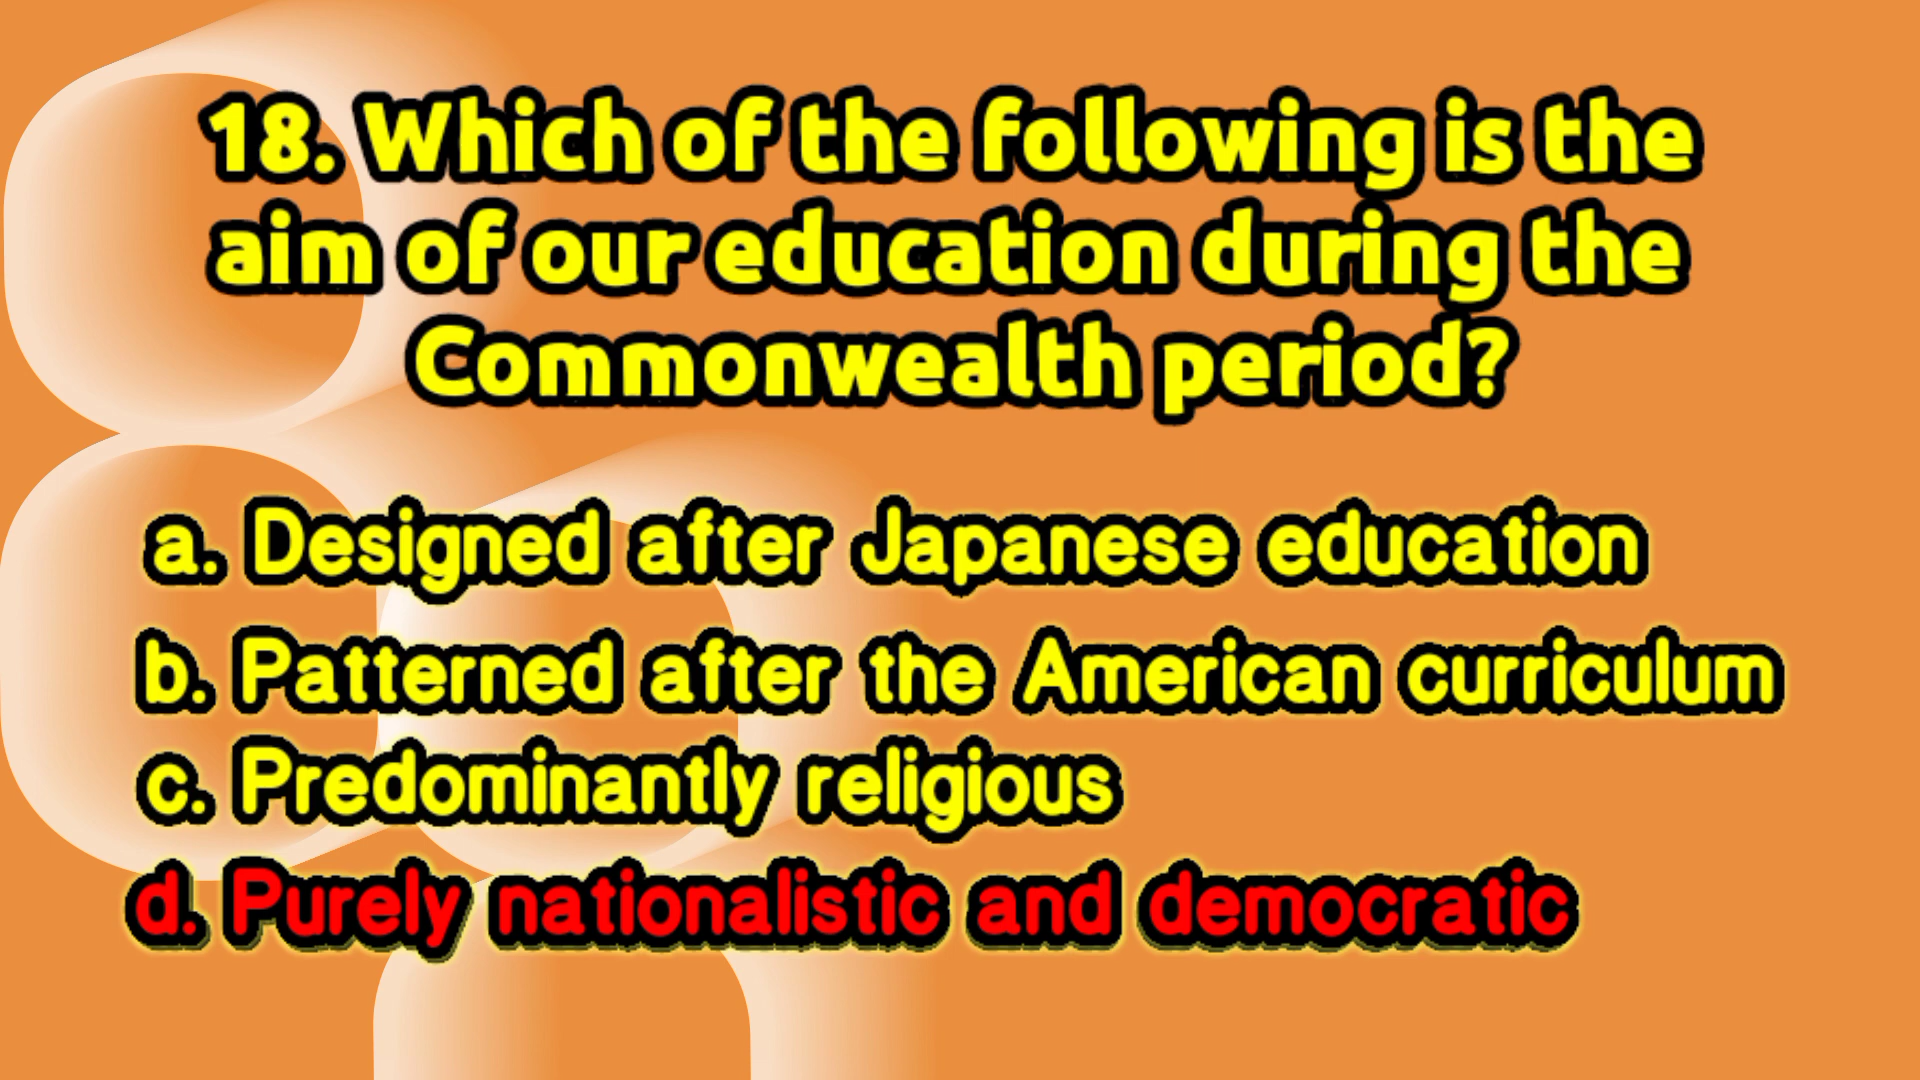 18. Which of the following is the
aim of our education during the
Commonwealth period?
a. Designed after Japanese education
b. Patterned after the American curriculum
c. Predominantly religious
d. Purely nationalistic and democratic